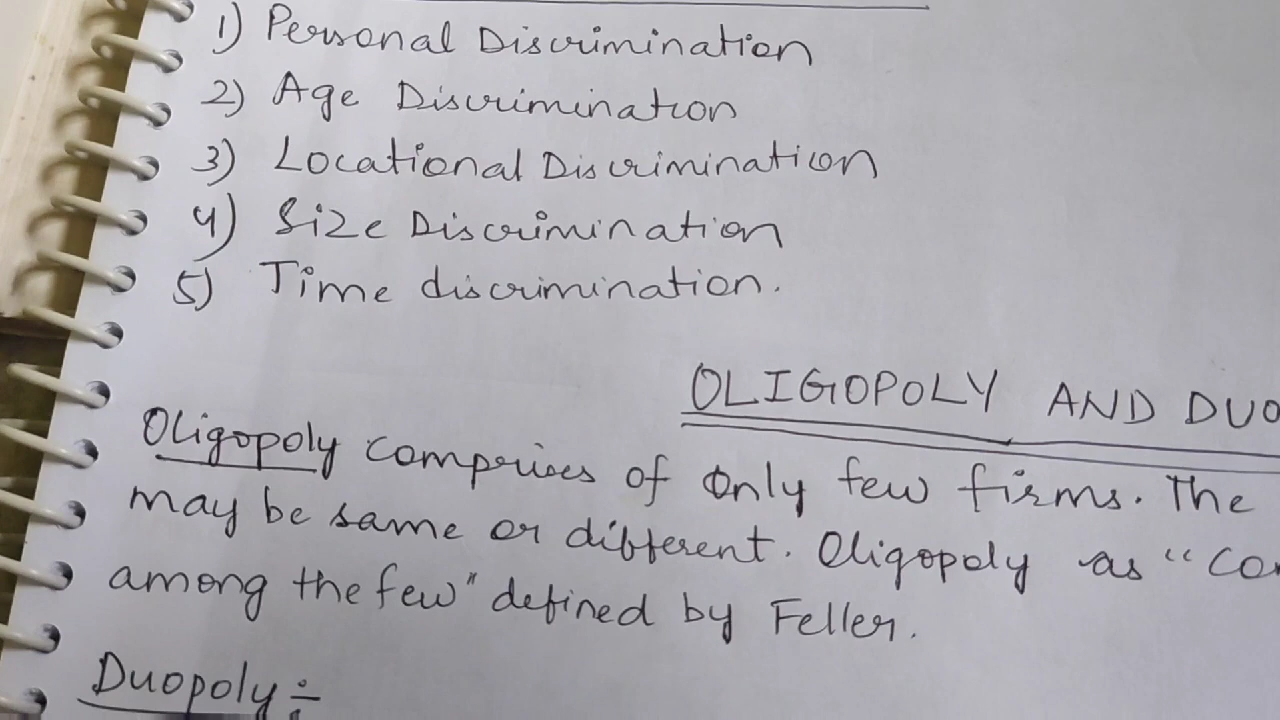 1) Personal Discrimination
2) Age Discrimination
3) Locational Discrimination
4) Size Discrimination
5) Time discrimination.
OLIGOPOLY AND DUO
Oligopoly comprises of Only few firms. The
may be same or different. Oligopoly as "Co
among the few" defined by Feller.
Duopoly÷